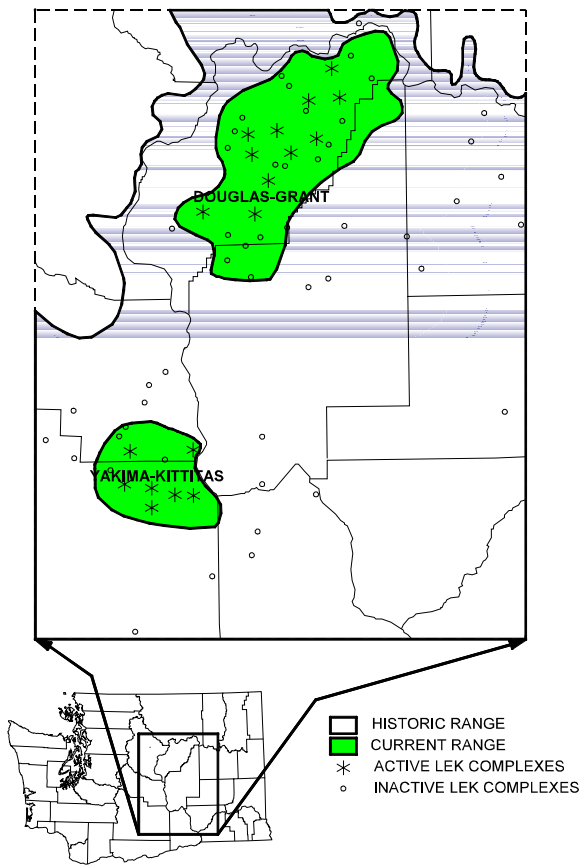 DOUGLAS-GRANT
YAKIMA-KITTITAS
HISTORIC RANGE
CURRENT RANGE
ACTIVE LEK COMPLEXES
INACTIVE LEK COMPLEXES